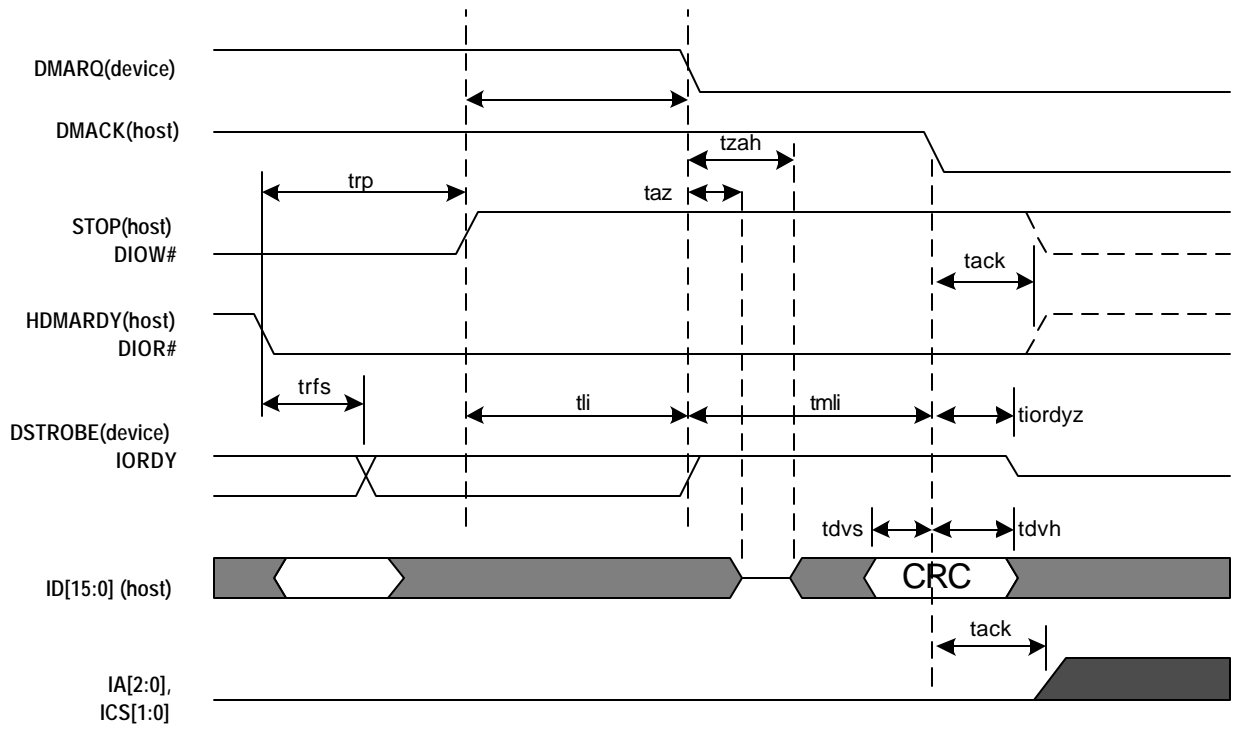 DMARQ(device)
DMACK(host)
tzah
trp
taz
STOP(host)
DIOW#
tack
HDMARDY(host)
DIOR#
trfs
tli
tmli
tiordyz
DSTROBE(device)
IORDY
tdvs
tdvh
ID[15:0] (host)
CRC
tack
IA[2:0],
ICS[1:0]